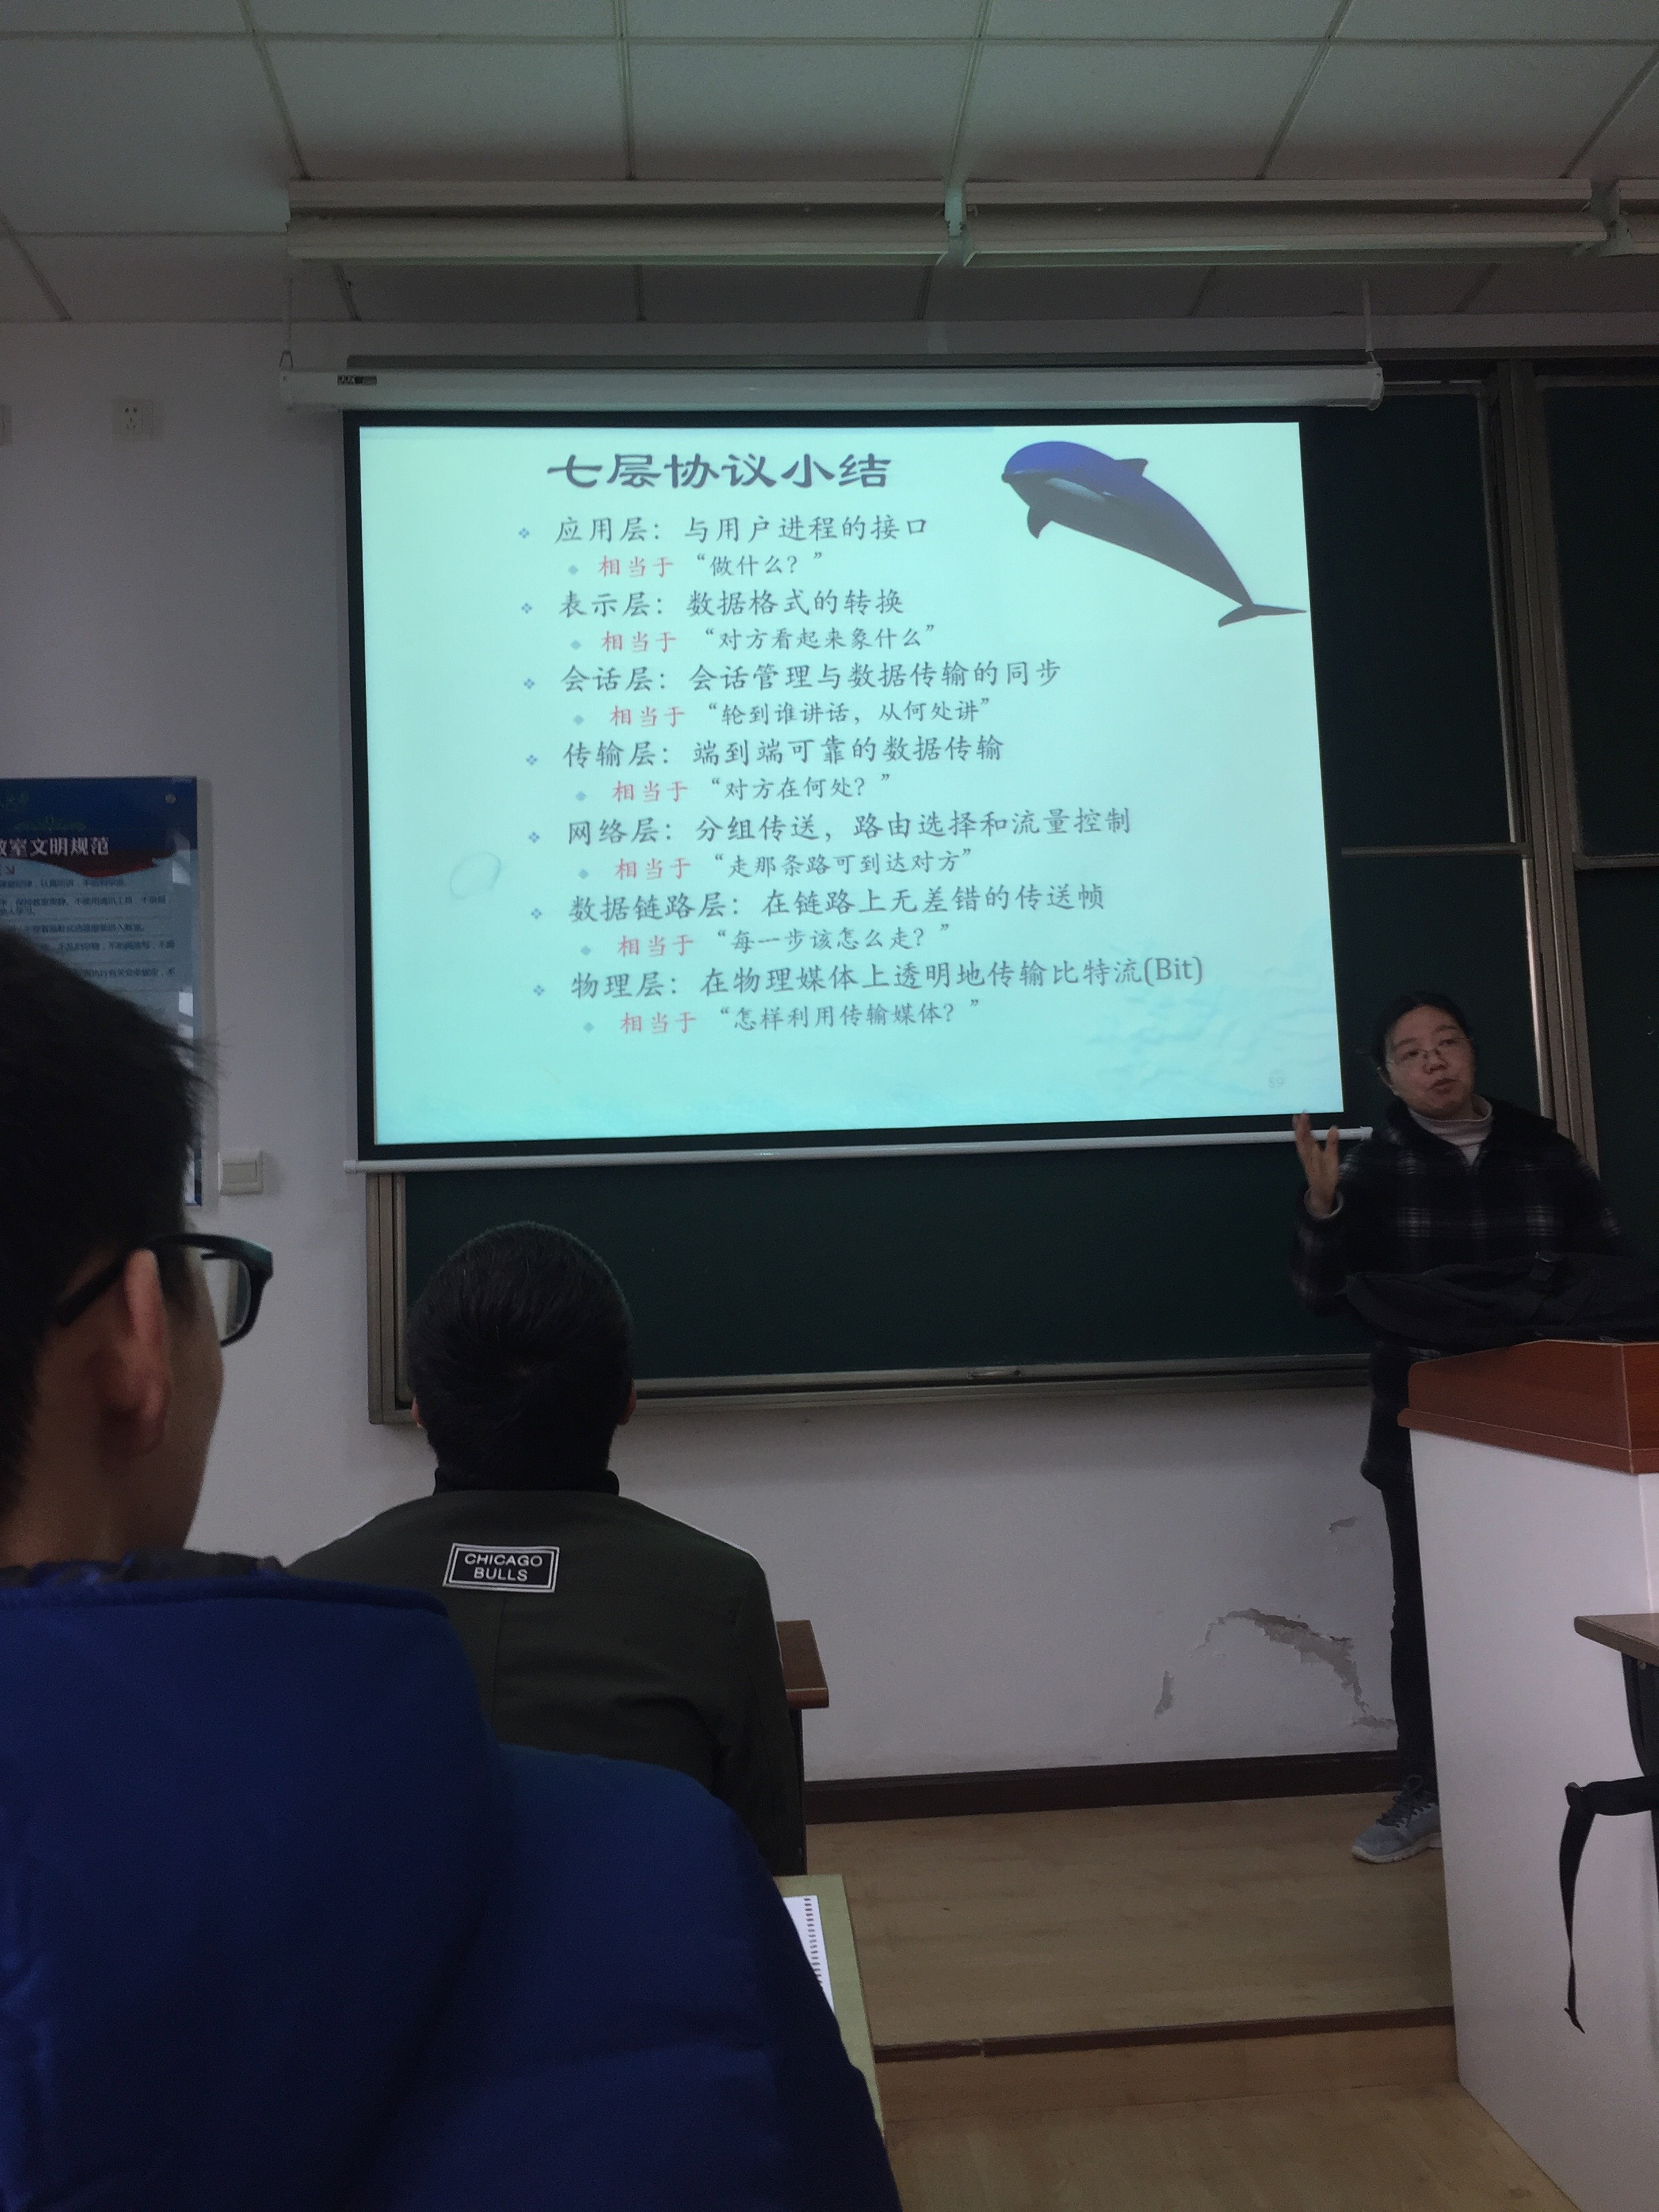 七层协议小结
应用层：与用户进程的接口
相当于 “做什么？”
表示层：数据格式的转换
相当于 “对方看起来象什么”
会话层：会话管理与数据传输的同步
相当于 “轮到谁讲话，从何处讲”
传输层：端到端可靠的数据传输
相当于 “对方在何处？”
网络层：分组传送，路由选择和流量控制
相当于 “走那条路可到达对方”
数据链路层：在链路上无差错的传送帧
相当于 “每一步该怎么走？”
物理层：在物理媒体上透明地传输比特流(Bit)
相当于 “怎样利用传输媒体？”
室文明规范
CHICAGO
BULLS